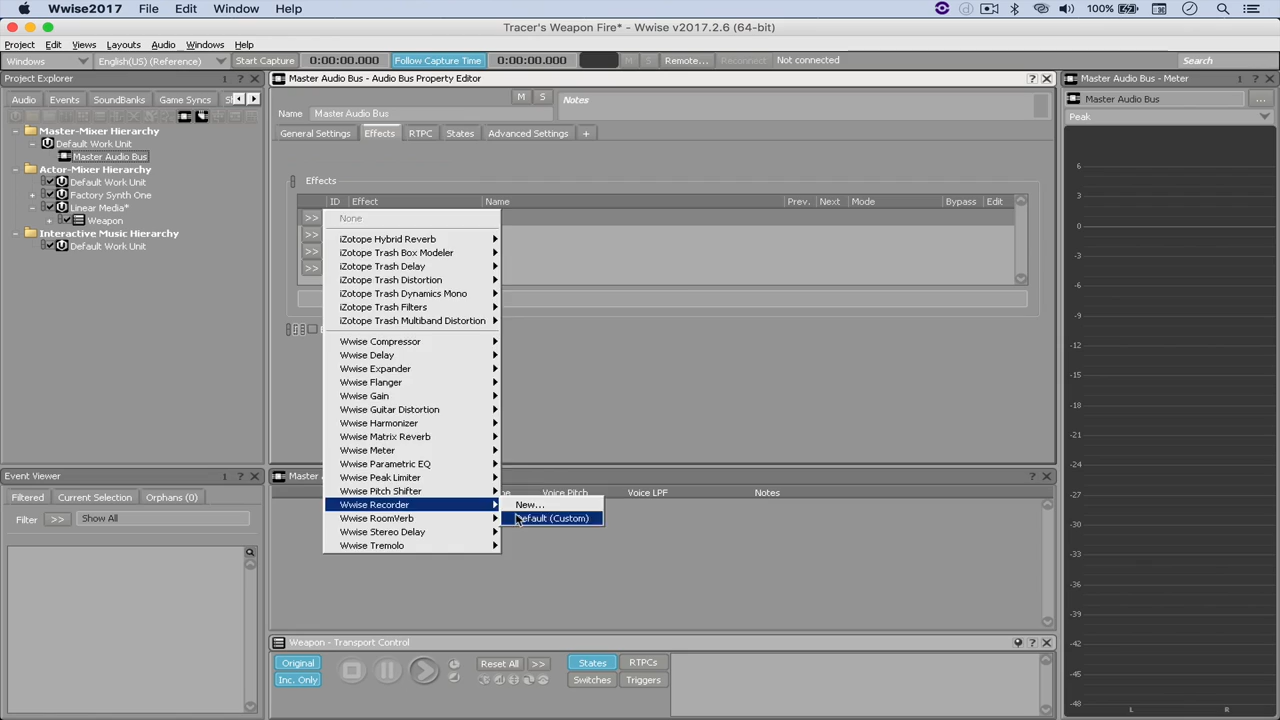 Wwise2017 File Edit Window Help 100%
Tracer's Weapon Fire* - Wwise v2017.2.6 (64-bit)
Project Edit Views Layouts Audio Windows Help
Windows English(US) (Reference) Start Capture 0:00:00.000 Follow Capture Time 0:00:00.000 M S Remote... Reconnect Not connected Search
Project Explorer
Audio Events SoundBanks Game Syncs
Master-Mixer Hierarchy
Default Work Unit
Master Audio Bus
Actor-Mixer Hierarchy
Default Work Unit
Factory Synth One
Linear Media*
Weapon
Interactive Music Hierarchy
Default Work Unit
Master Audio Bus - Audio Bus Property Editor
M S Notes
Name Master Audio Bus
General Settings Effects RTPC States Advanced Settings +
Effects
ID Effect Name Prev. Next Mode Bypass Edit
>>
>>
>>
>>
None
iZotope Hybrid Reverb
iZotope Trash Box Modeler
iZotope Trash Delay
iZotope Trash Distortion
iZotope Trash Dynamics Mono
iZotope Trash Filters
iZotope Trash Multiband Distortion
Wwise Compressor
Wwise Delay
Wwise Expander
Wwise Flanger
Wwise Gain
Wwise Guitar Distortion
Wwise Harmonizer
Wwise Matrix Reverb
Wwise Meter
Wwise Parametric EQ
Wwise Peak Limiter
Wwise Pitch Shifter
Wwise Recorder
Wwise RoomVerb
Wwise Stereo Delay
Wwise Tremolo
New...
Default (Custom)
Master
Voice Pitch Voice LPF Notes
Event Viewer
Filtered Current Selection Orphans (0)
Filter >> Show All
Weapon - Transport Control
Original Reset All >> States RTPCs
Inc. Only Switches Triggers
Master Audio Bus - Meter
Master Audio Bus ...
Peak
6
3
0
-3
-6
-9
-12
-15
-18
-21
-24
-27
-30
-33
-36
-39
-42
-45
-48
L R